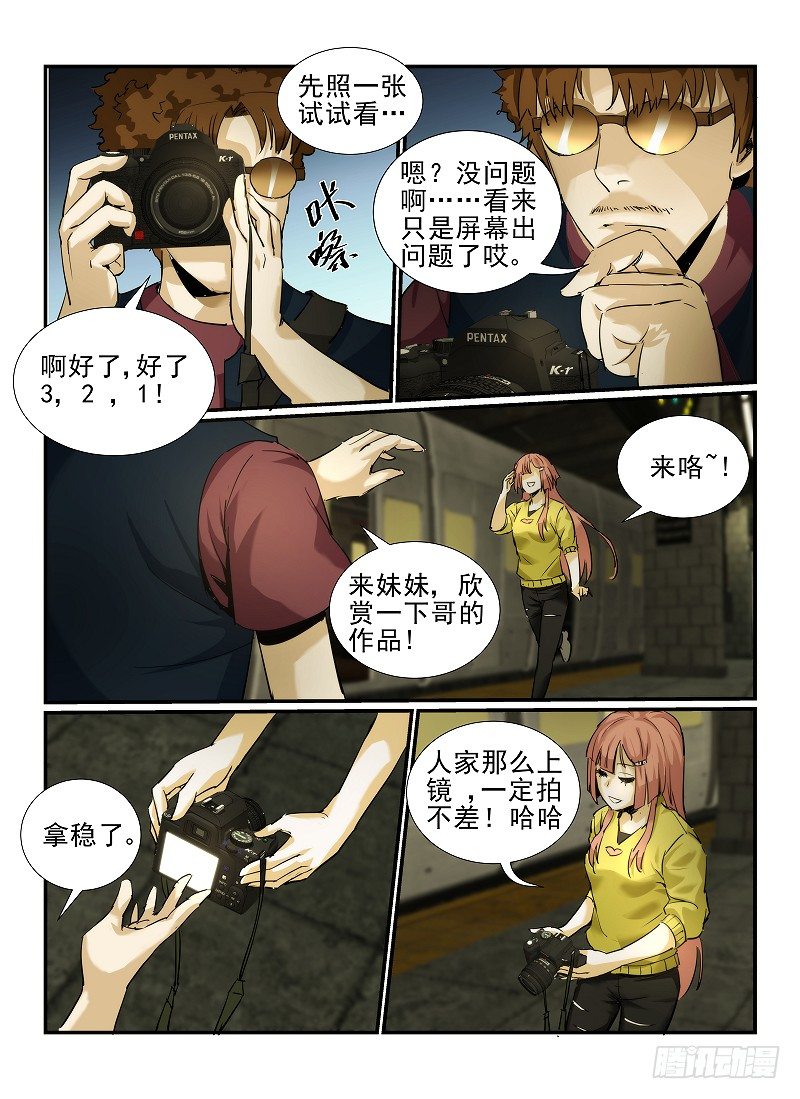 先照一张
试试看…
PENTAX
K-r
咔嚓
啊好了,好了
3, 2 , 1!
嗯？没问题
啊……看来
只是屏幕出
问题了哎。
PENTAX
K-r
来咯~!
来妹妹, 欣
赏一下哥的
作品!
拿稳了。
人家那么上
镜 ,一定拍
不差! 哈哈
腾讯动漫